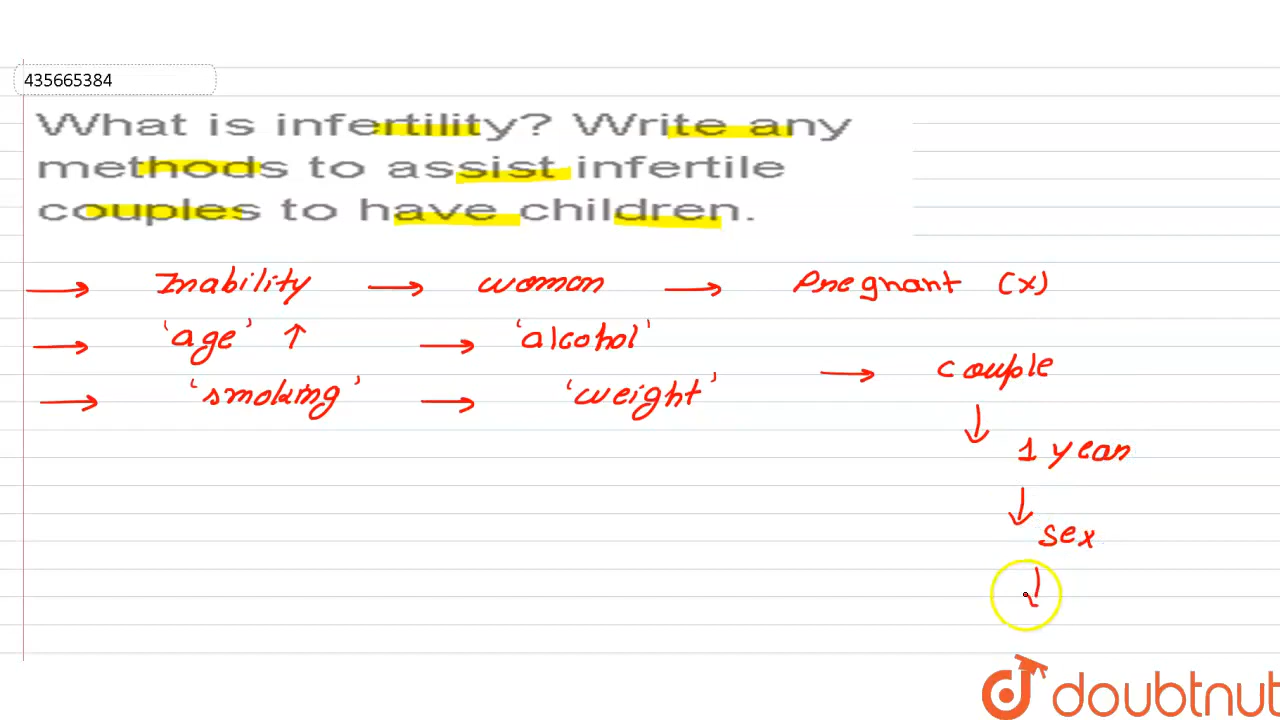 435665384
What is infertility? Write any
methods to assist infertile
couples to have children.
→ Inability → woman → Pregnant (x)
→ 'age' ↑ → 'alcohol'
→ couple
→ 'smoking' → 'weight'
↓
1 year
↓
sex
↓
doubtnut